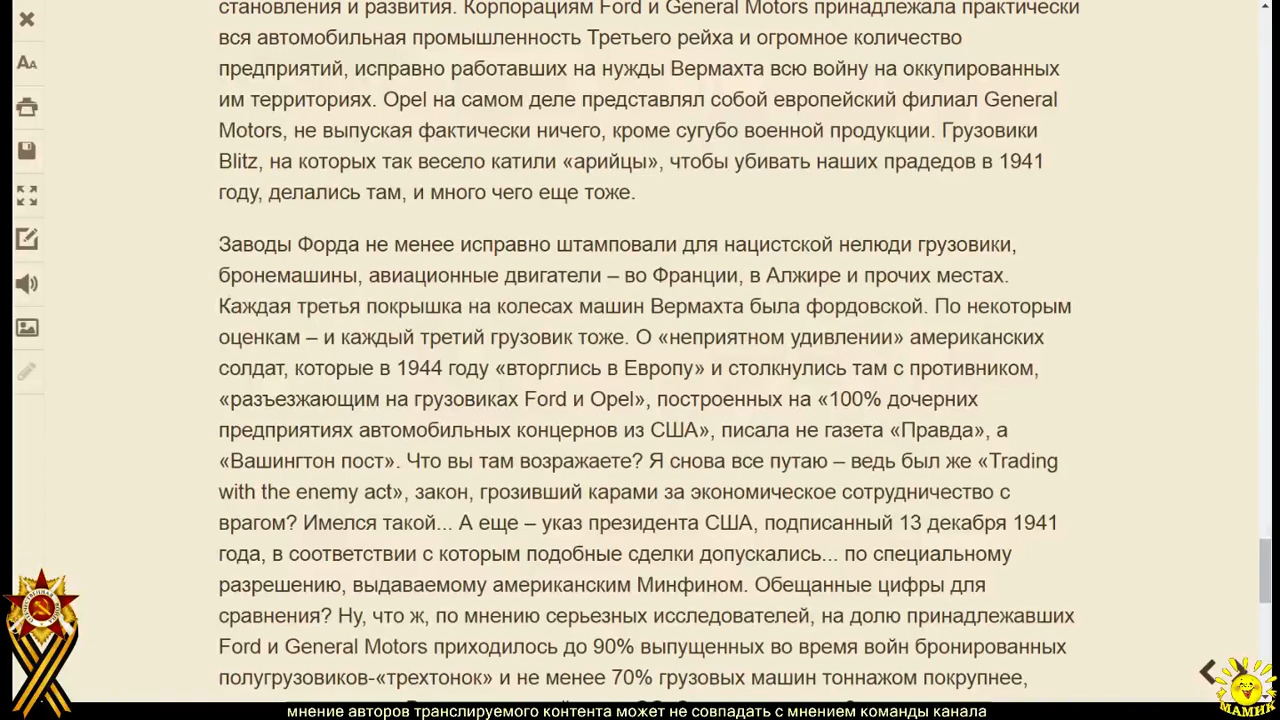 становления и развития. Корпорациям Ford и General Motors принадлежала практически
вся автомобильная промышленность Третьего рейха и огромное количество
предприятий, исправно работавших на нужды Вермахта всю войну на оккупированных
им территориях. Opel на самом деле представлял собой европейский филиал General
Motors, не выпуская фактически ничего, кроме сугубо военной продукции. Грузовики
Blitz, на которых так весело катили «арийцы», чтобы убивать наших прадедов в 1941
году, делались там, и много чего еще тоже.
Заводы Форда не менее исправно штамповали для нацистской нелюди грузовики,
бронемашины, авиационные двигатели – во Франции, в Алжире и прочих местах.
Каждая третья покрышка на колесах машин Вермахта была фордовской. По некоторым
оценкам – и каждый третий грузовик тоже. О «неприятном удивлении» американских
солдат, которые в 1944 году «вторглись в Европу» и столкнулись там с противником,
«разъезжающим на грузовиках Ford и Opel», построенных на «100% дочерних
предприятиях автомобильных концернов из США», писала не газета «Правда», а
«Вашингтон пост». Что вы там возражаете? Я снова все путаю – ведь был же «Trading
with the enemy act», закон, грозивший карами за экономическое сотрудничество с
врагом? Имелся такой... А еще – указ президента США, подписанный 13 декабря 1941
года, в соответствии с которым подобные сделки допускались... по специальному
разрешению, выдаваемому американским Минфином. Обещанные цифры для
сравнения? Ну, что ж, по мнению серьезных исследователей, на долю принадлежавших
Ford и General Motors приходилось до 90% выпущенных во время войн бронированных
полугрузовиков-«трехтонок» и не менее 70% грузовых машин тоннажом покрупнее,
мнение авторов транслируемого контента может не совпадать с мнением команды канала
МАМИК